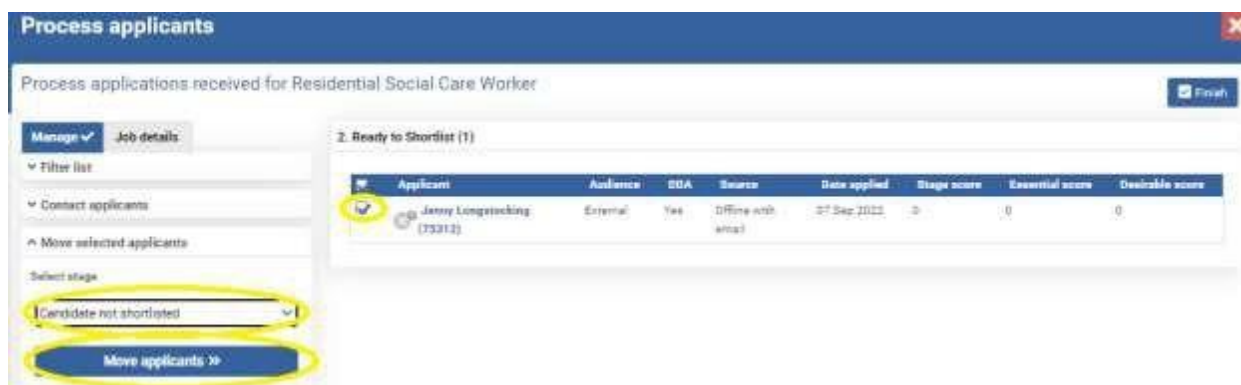 Process applicants
Process applications received for Residential Social Care Worker
Finish
Manage Job details
2. Ready to Shortlist (1)
Filter list
Contact applicants
Move selected applicants
Select stage
Candidate not shortlisted
Move applicants »
Applicant Audience Source Date applied Stage score Essential score Desirable score
Jenny Longstocking External Yes Offline with 07 Sep 2022 0 0 0
(75312) email